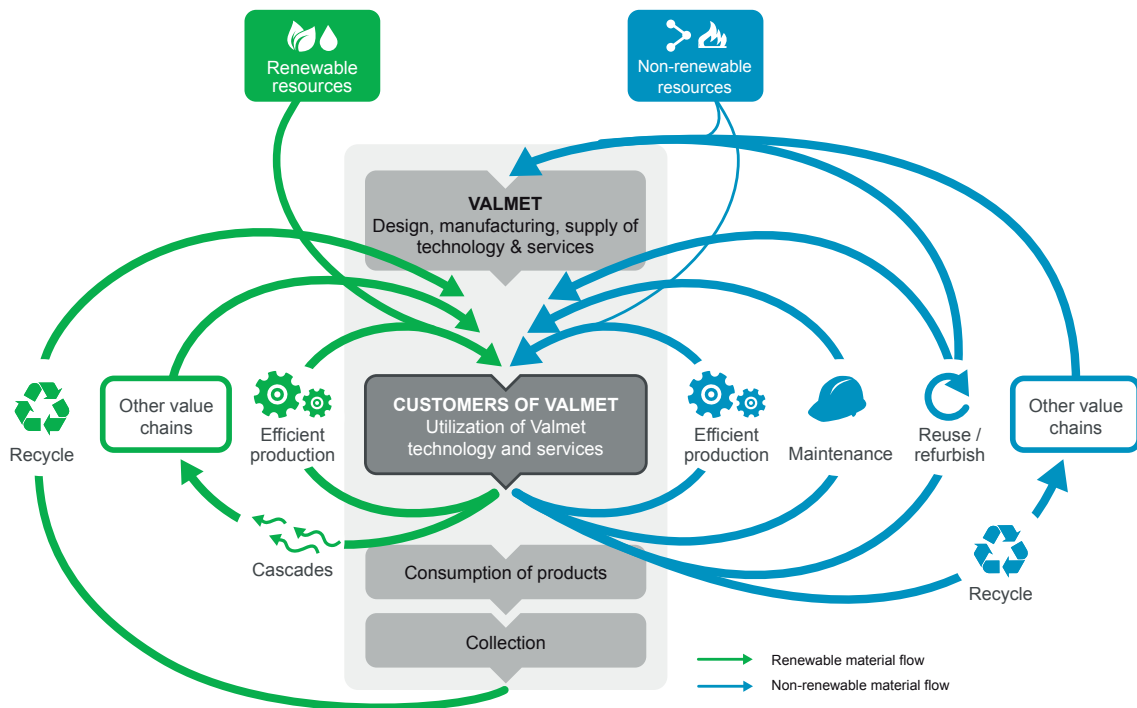 Renewable
resources
Non-renewable
resources
VALMET
Design, manufacturing, supply of
technology & services
Recycle
Other value
chains
Efficient
production
CUSTOMERS OF VALMET
Utilization of Valmet
technology and services
Efficient
production
Maintenance
Reuse /
refurbish
Other value
chains
Cascades
Consumption of products
Recycle
Collection
Renewable material flow
Non-renewable material flow